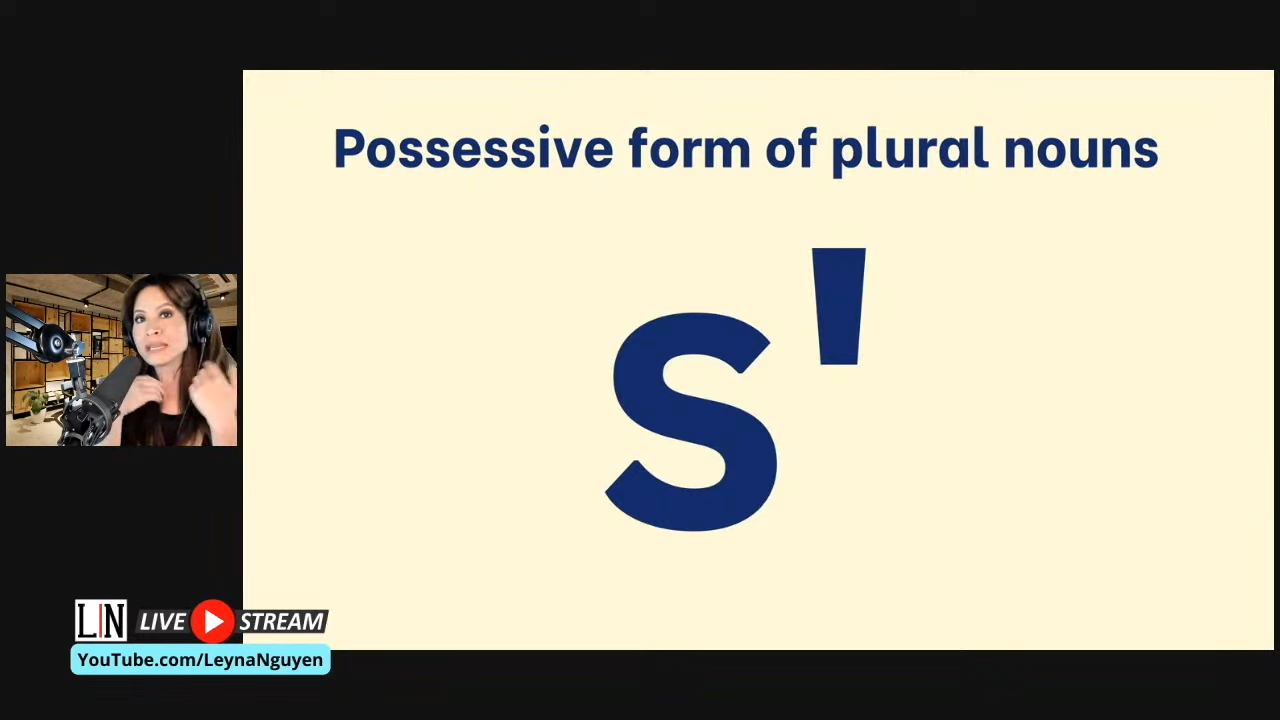 Possessive form of plural nouns
s'
LIN LIVE STREAM
YouTube.com/LeynaNguyen